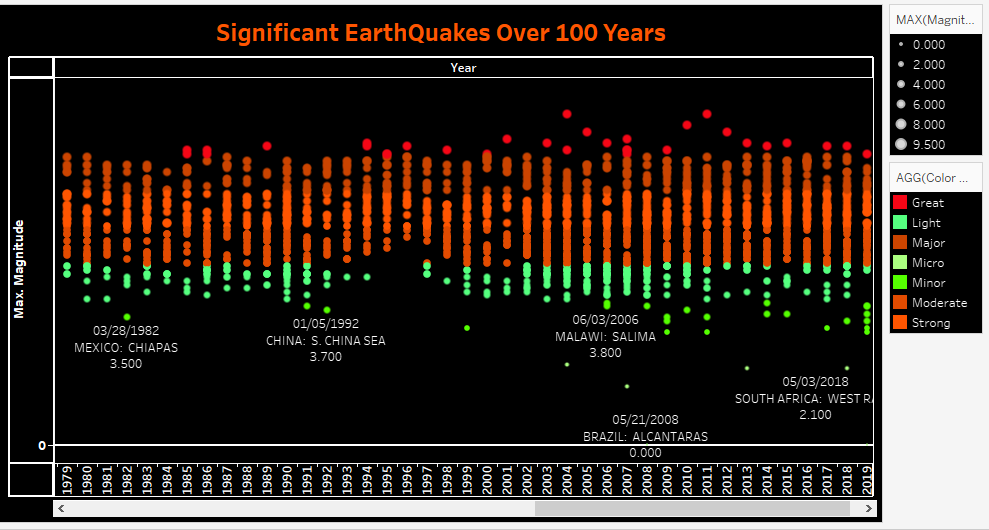 Significant EarthQuakes Over 100 Years
Year
Max. Magnitude
03/28/1982
MEXICO: CHIAPAS
3.500
01/05/1992
CHINA: S. CHINA SEA
3.700
06/03/2006
MALAWI: SALIMA
3.800
05/03/2018
SOUTH AFRICA: WEST
2.100
05/21/2008
BRAZIL: ALCANTARAS
0.000
0
1979 1980 1981 1982 1983 1984 1985 1986 1987 1988 1989 1990 1991 1992 1993 1994 1995 1996 1997 1998 1999 2000 2001 2002 2003 2004 2005 2006 2007 2008 2009 2010 2011 2012 2013 2014 2015 2016 2017 2018 2019
MAX(Magnit...
0.000
2.000
4.000
6.000
8.000
9.500
AGG(Color ...
Great
Light
Major
Micro
Minor
Moderate
Strong